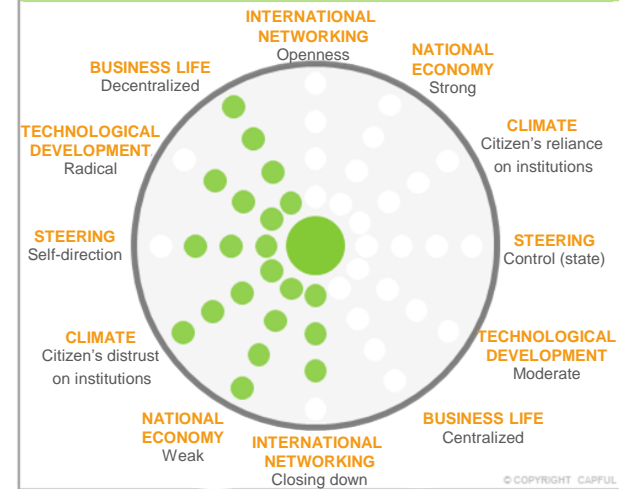 INTERNATIONAL
NETWORKING
Openness
NATIONAL
ECONOMY
Strong
CLIMATE
Citizen's reliance
on institutions
STEERING
Control (state)
TECHNOLOGICAL
DEVELOPMENT
Moderate
BUSINESS LIFE
Centralized
INTERNATIONAL
NETWORKING
Closing down
NATIONAL
ECONOMY
Weak
CLIMATE
Citizen's distrust
on institutions
STEERING
Self-direction
TECHNOLOGICAL
DEVELOPMENT
Radical
BUSINESS LIFE
Decentralized
© COPYRIGHT CAPFUL